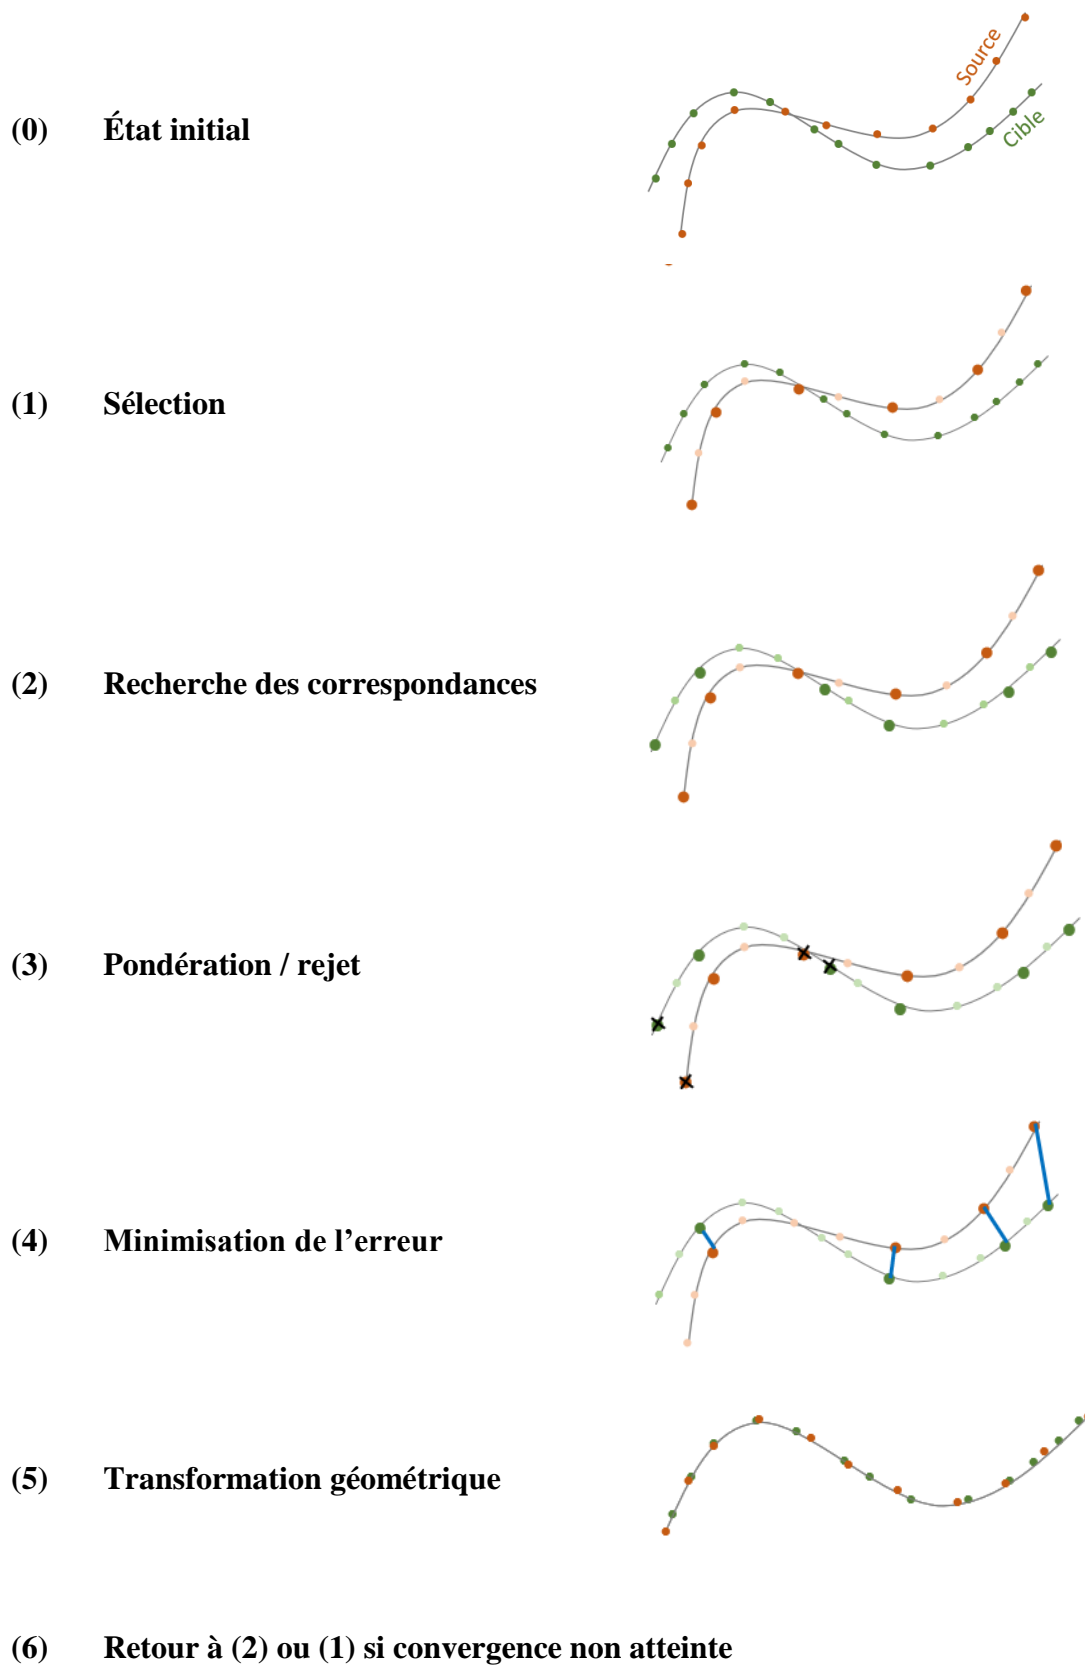 (0) État initial
Source
Cible
(1) Sélection
(2) Recherche des correspondances
(3) Pondération / rejet
(4) Minimisation de l’erreur
(5) Transformation géométrique
(6) Retour à (2) ou (1) si convergence non atteinte